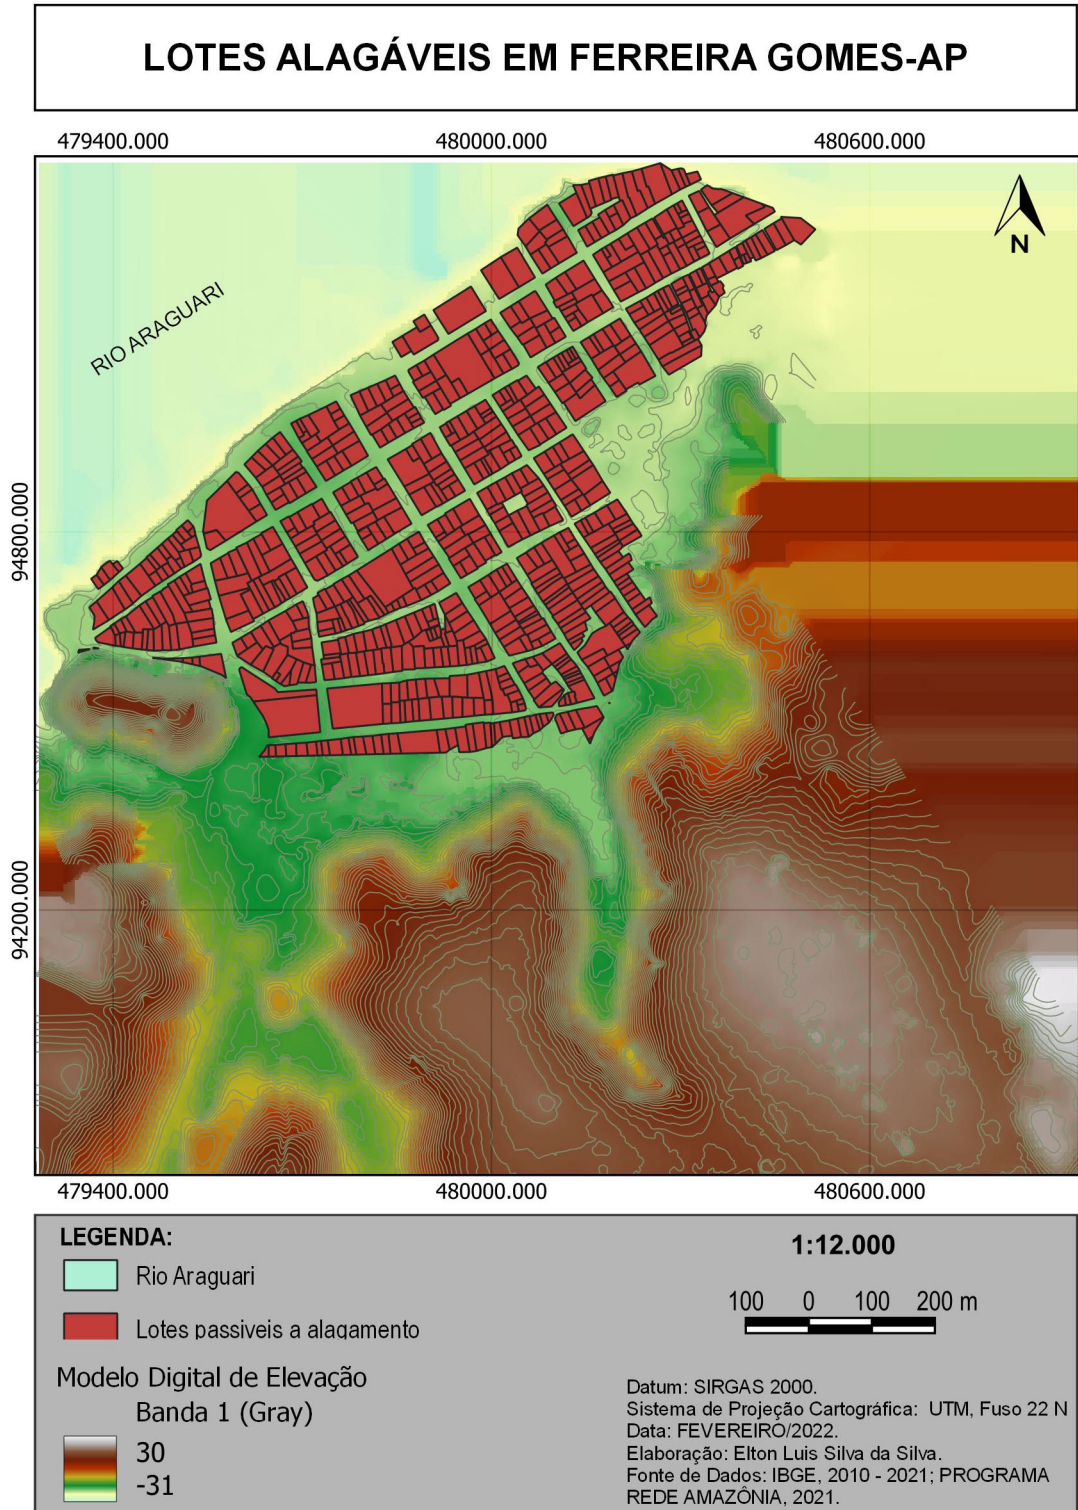 LOTES ALAGÁVEIS EM FERREIRA GOMES-AP
479400.000 480000.000 480600.000
N
RIO ARAGUARI
94800.000
94200.000
479400.000 480000.000 480600.000
LEGENDA:
Rio Araguari
Lotes passiveis a alagamento
Modelo Digital de Elevação
Banda 1 (Gray)
30
-31
1:12.000
100 0 100 200 m
Datum: SIRGAS 2000.
Sistema de Projeção Cartográfica: UTM, Fuso 22 N
Data: FEVEREIRO/2022.
Elaboração: Elton Luis Silva da Silva.
Fonte de Dados: IBGE, 2010 - 2021; PROGRAMA
REDE AMAZÔNIA, 2021.